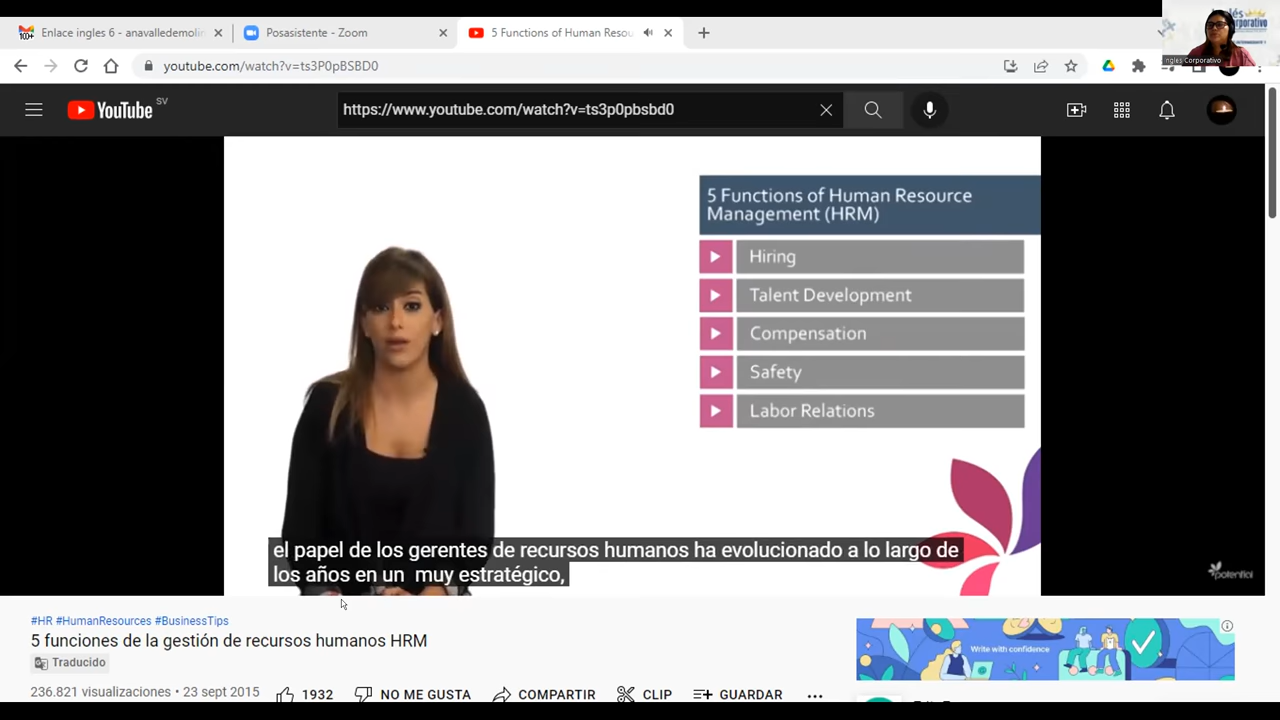 Enlace ingles 6 - anavalledemolin
Posasistente - Zoom
5 Functions of Human Resou
youtube.com/watch?v=ts3P0pBSBD0
Ingles Corporativo
YouTube SV
https://www.youtube.com/watch?v=ts3p0pbsbd0
5 Functions of Human Resource
Management (HRM)
Hiring
Talent Development
Compensation
Safety
Labor Relations
el papel de los gerentes de recursos humanos ha evolucionado a lo largo de
los años en un muy estratégico,
potential
#HR #HumanResources #BusinessTips
5 funciones de la gestión de recursos humanos HRM
Traducido
236.821 visualizaciones • 23 sept 2015
1932
NO ME GUSTA
COMPARTIR
CLIP
GUARDAR
Write with confidence